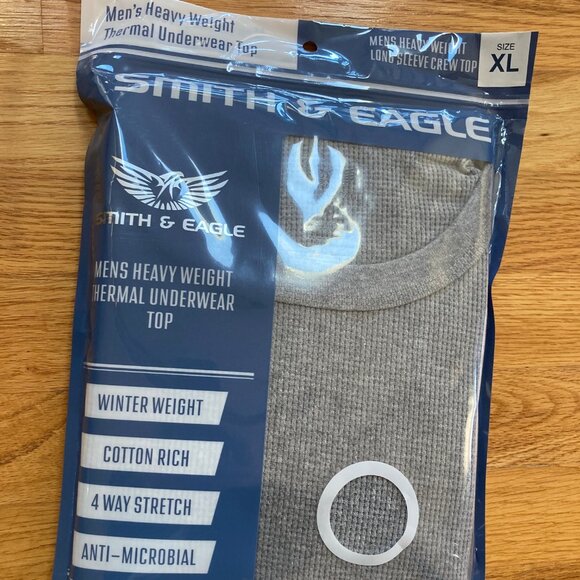 Men's Heavy Weight
Thermal Underwear Top
MENS HEAVY WEIGHT
LONG SLEEVE CREW TOP
SIZE
XL
SMITH & EAGLE
SMITH & EAGLE
MENS HEAVY WEIGHT
THERMAL UNDERWEAR
TOP
WINTER WEIGHT
COTTON RICH
4 WAY STRETCH
ANTI-MICROBIAL